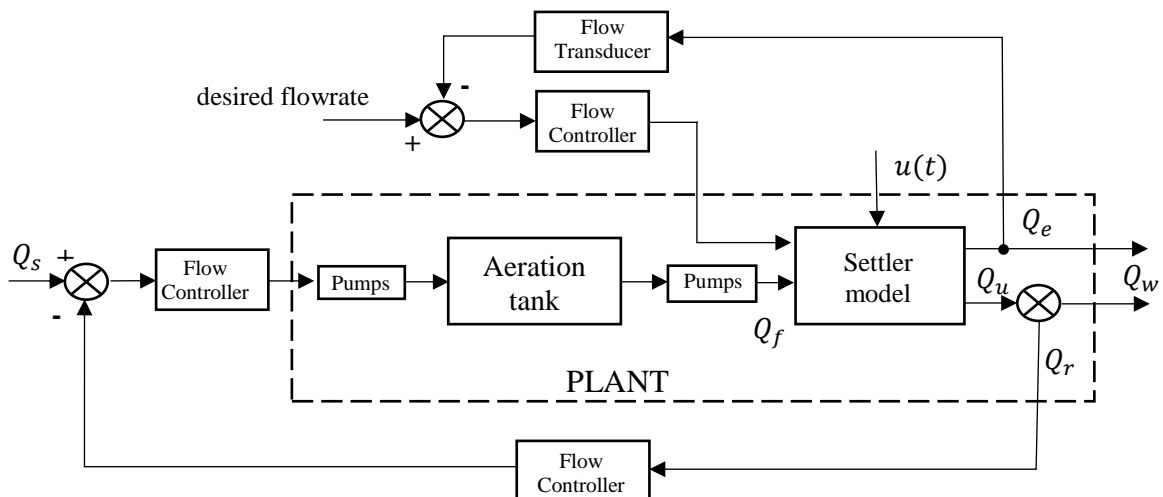 Flow
Transducer
-
desired flowrate
+
Flow
Controller
u(t)
Q_s
+
-
Flow
Controller
Pumps
Aeration
tank
Pumps
Q_f
Settler
model
Q_e
Q_u
Q_w
Q_r
PLANT
Flow
Controller